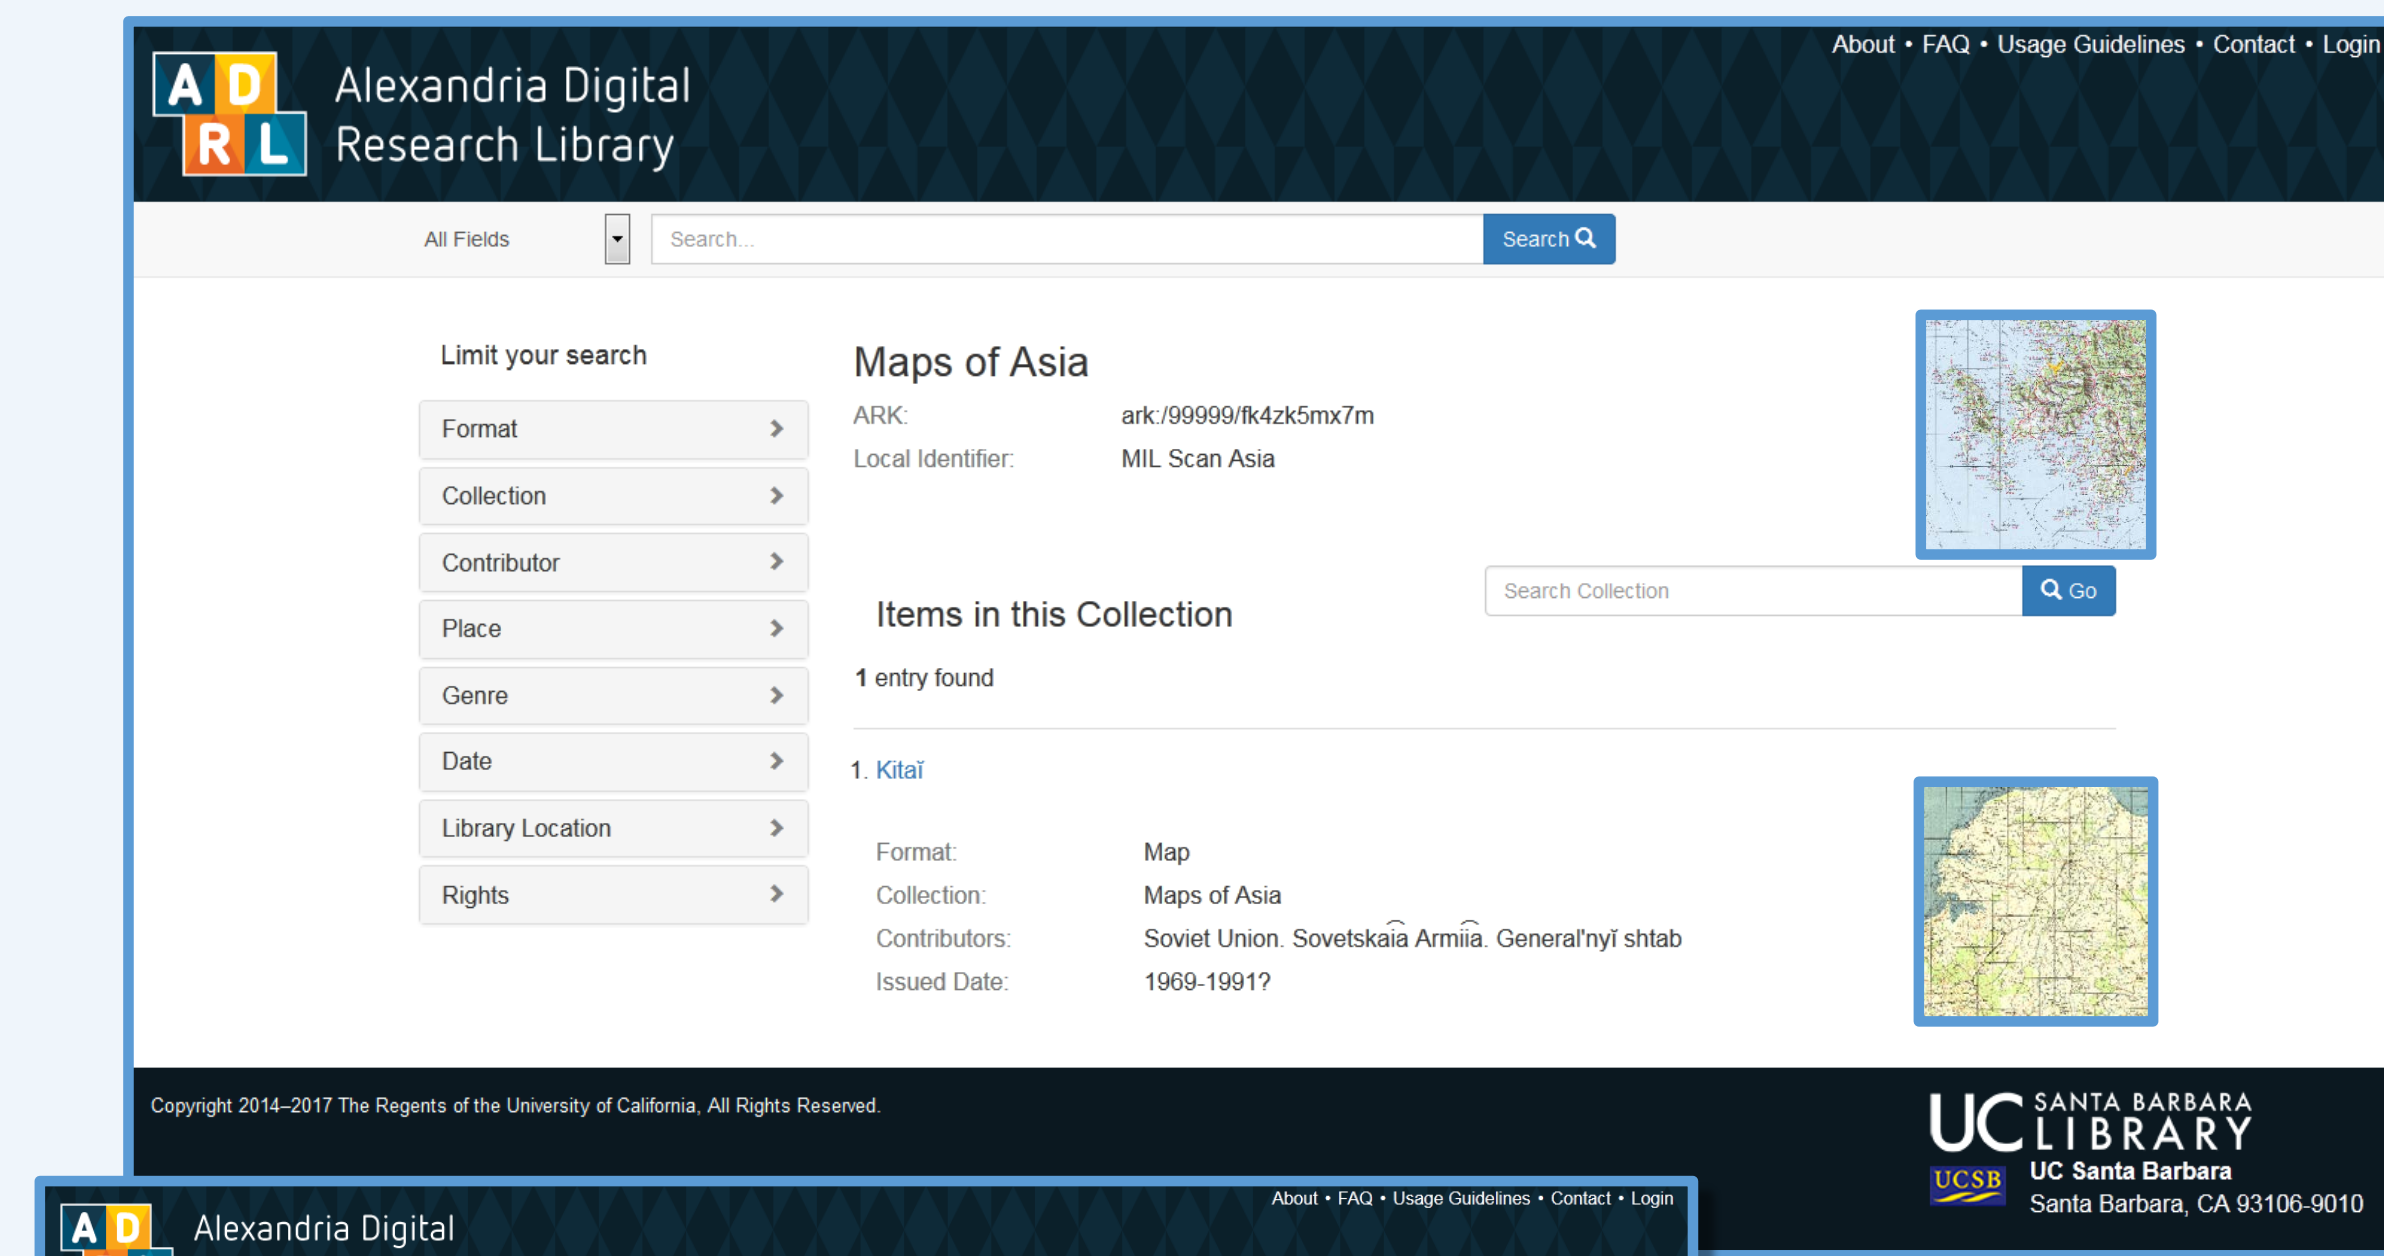 About • FAQ • Usage Guidelines • Contact • Login
A D
R L
Alexandria Digital
Research Library
All Fields
Search...
Search
Limit your search
Format
Collection
Contributor
Place
Genre
Date
Library Location
Rights
Maps of Asia
ARK: ark:/99999/fk4zk5mx7m
Local Identifier: MIL Scan Asia
Items in this Collection
Search Collection
Go
1 entry found
1. Kitaĭ
Format: Map
Collection: Maps of Asia
Contributors: Soviet Union. Sovetskai͡a Armii͡a. General'nyĭ shtab
Issued Date: 1969-1991?
Copyright 2014–2017 The Regents of the University of California, All Rights Reserved.
UC SANTA BARBARA
LIBRARY
UCSB
UC Santa Barbara
Santa Barbara, CA 93106-9010
About • FAQ • Usage Guidelines • Contact • Login
A D
Alexandria Digital